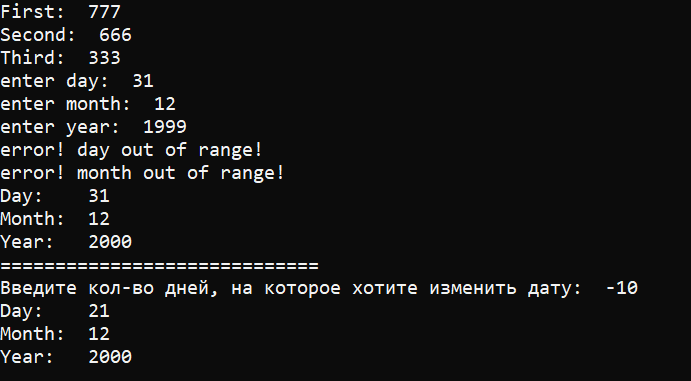 First:  777
Second:  666
Third:  333
enter day:  31
enter month:  12
enter year:  1999
error! day out of range!
error! month out of range!
Day:    31
Month:  12
Year:   2000
=============================
Введите кол-во дней, на которое хотите изменить дату:  -10
Day:    21
Month:  12
Year:   2000